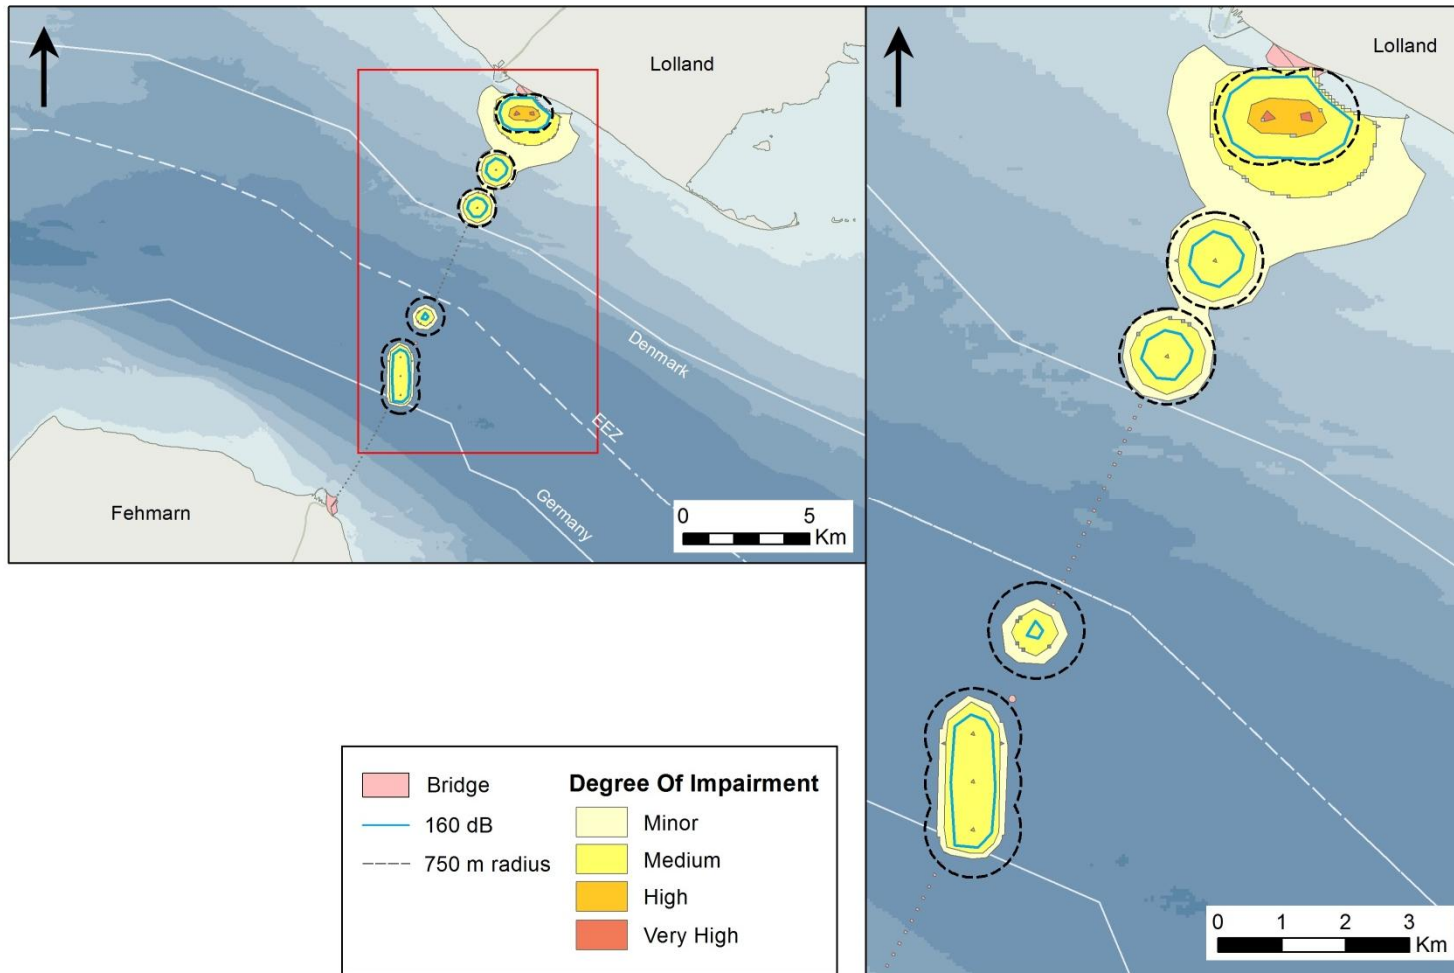 Lolland
Denmark
EEZ
Germany
Fehmarn
0 5
Km
Lolland
0 1 2 3
Km
Bridge
160 dB
750 m radius
Degree Of Impairment
Minor
Medium
High
Very High